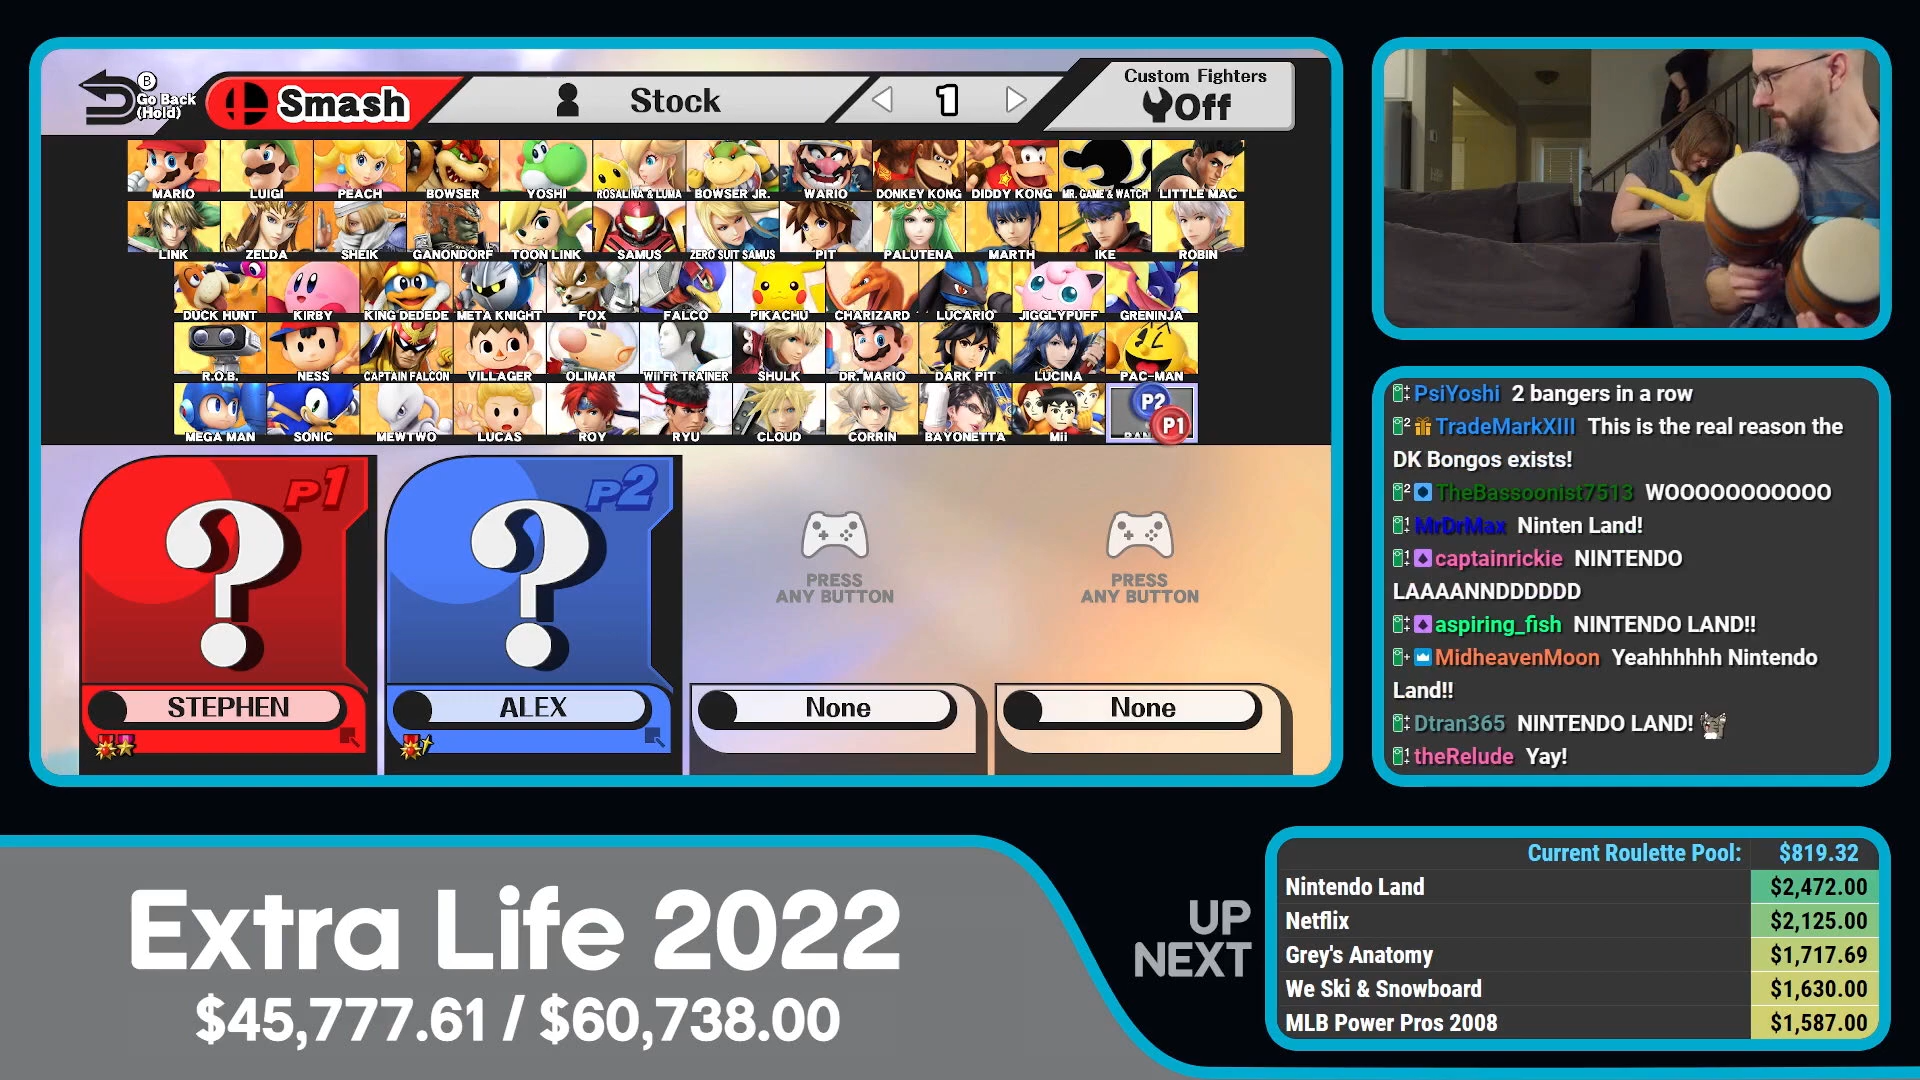 B
Go Back
(Hold)
Smash
Stock
1
Custom Fighters
Off
MARIO LUIGI PEACH BOWSER YOSHI ROSALINA & LUMA BOWSER JR. WARIO DONKEY KONG DIDDY KONG MR. GAME & WATCH LITTLE MAC
LINK ZELDA SHEIK GANONDORF TOON LINK SAMUS ZERO SUIT SAMUS PIT PALUTENA MARTH IKE ROBIN
DUCK HUNT KIRBY KING DEDEDE META KNIGHT FOX FALCO PIKACHU CHARIZARD LUCARIO JIGGLYPUFF GRENINJA
R.O.B. NESS CAPTAIN FALCON VILLAGER OLIMAR Wii Fit TRAINER SHULK DR. MARIO DARK PIT LUCINA PAC-MAN
MEGA MAN SONIC MEWTWO LUCAS ROY RYU CLOUD CORRIN BAYONETTA Mii
P2
P1
P1
P2
PRESS
ANY BUTTON
PRESS
ANY BUTTON
STEPHEN
ALEX
None
None
PsiYoshi 2 bangers in a row
TradeMarkXIII This is the real reason the
DK Bongos exists!
TheBassoonist7513 WOOOOOOOOOOO
MrDrMax Ninten Land!
captainrickie NINTENDO
LAAAANNDDDDDD
aspiring_fish NINTENDO LAND!!
MidheavenMoon Yeahhhhhh Nintendo
Land!!
Dtran365 NINTENDO LAND!
theRelude Yay!
Extra Life 2022
$45,777.61 / $60,738.00
UP
NEXT
Current Roulette Pool: $819.32
Nintendo Land $2,472.00
Netflix $2,125.00
Grey's Anatomy $1,717.69
We Ski & Snowboard $1,630.00
MLB Power Pros 2008 $1,587.00